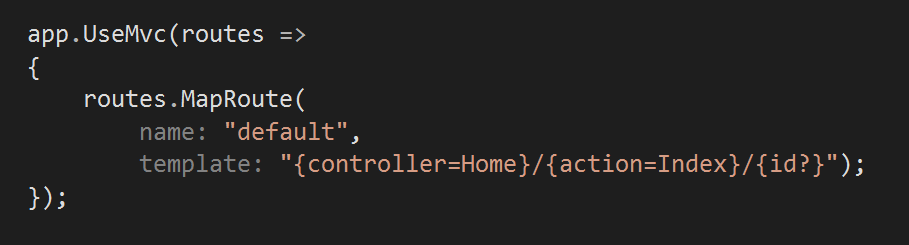 app.UseMvc(routes =>
{
    routes.MapRoute(
        name: "default",
        template: "{controller=Home}/{action=Index}/{id?}");
});